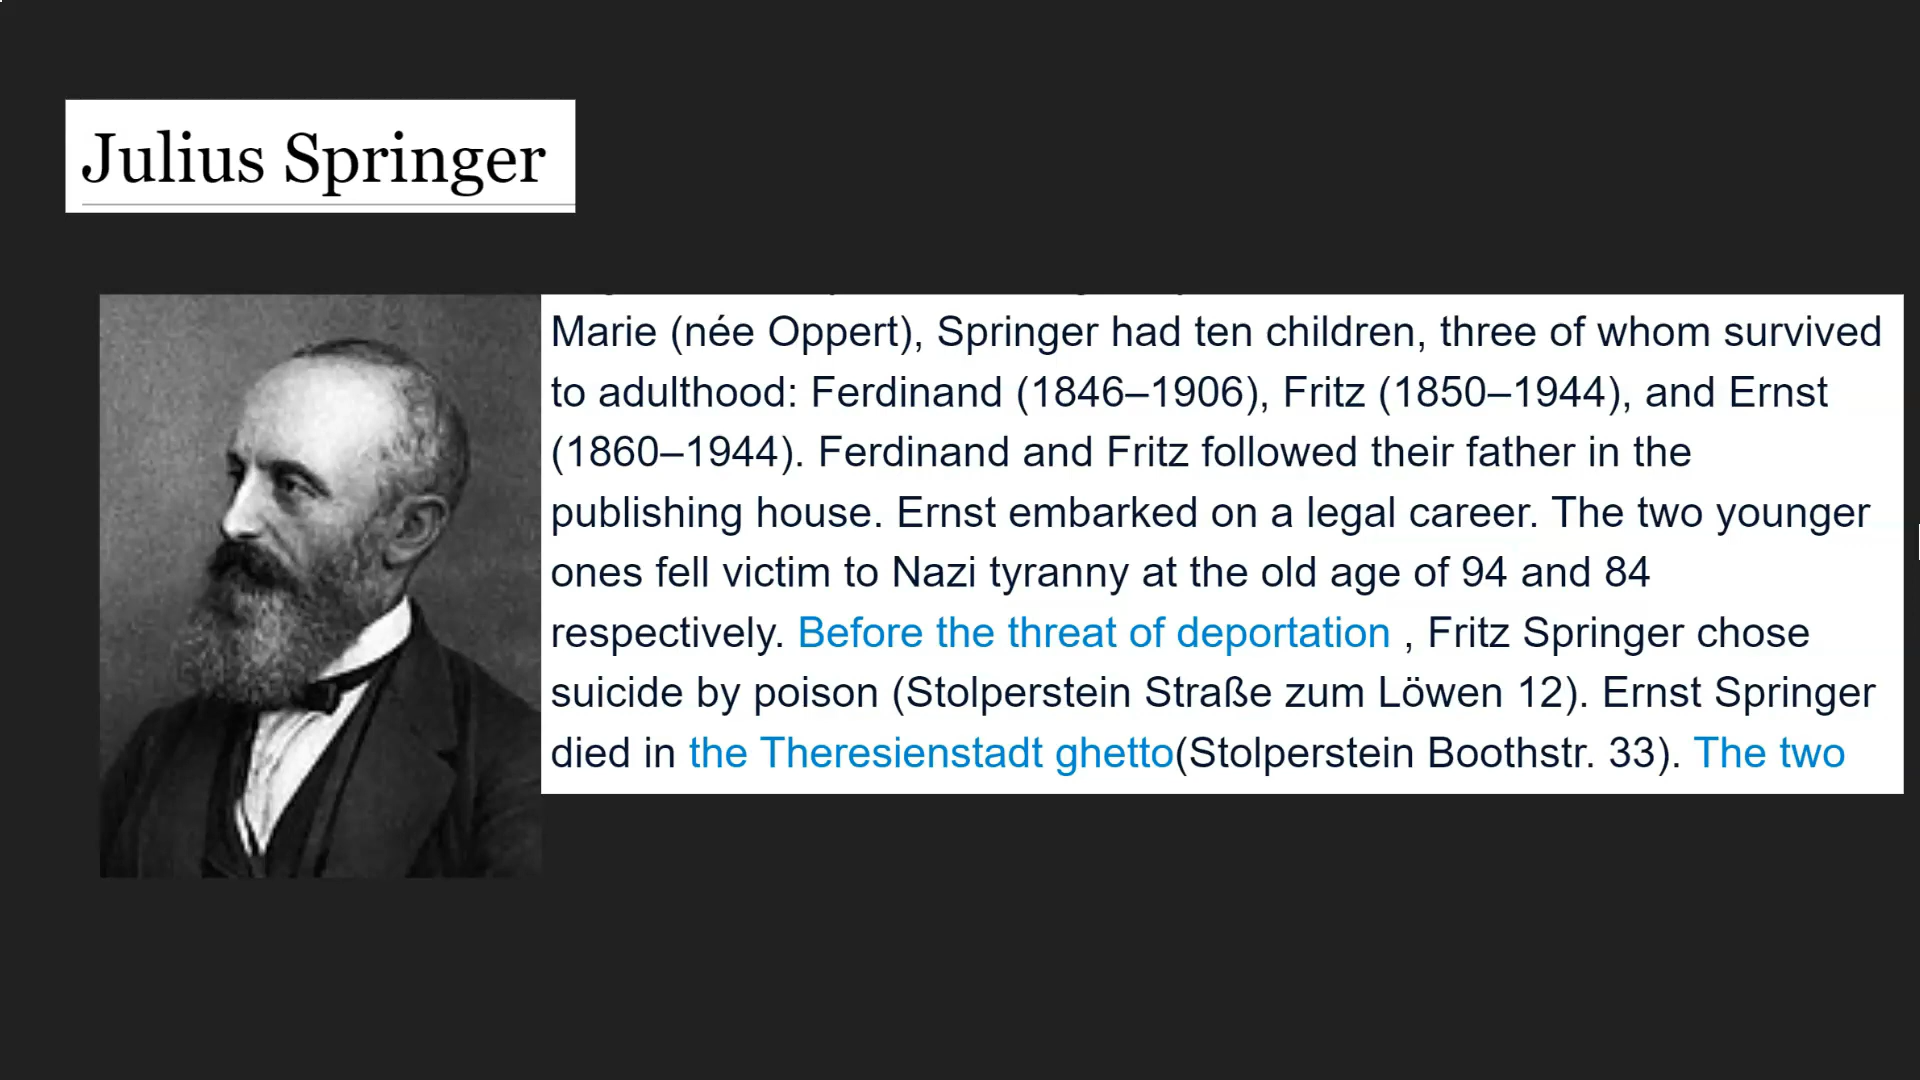 Julius Springer
Marie (née Oppert), Springer had ten children, three of whom survived
to adulthood: Ferdinand (1846–1906), Fritz (1850–1944), and Ernst
(1860–1944). Ferdinand and Fritz followed their father in the
publishing house. Ernst embarked on a legal career. The two younger
ones fell victim to Nazi tyranny at the old age of 94 and 84
respectively. Before the threat of deportation , Fritz Springer chose
suicide by poison (Stolperstein Straße zum Löwen 12). Ernst Springer
died in the Theresienstadt ghetto(Stolperstein Boothstr. 33). The two